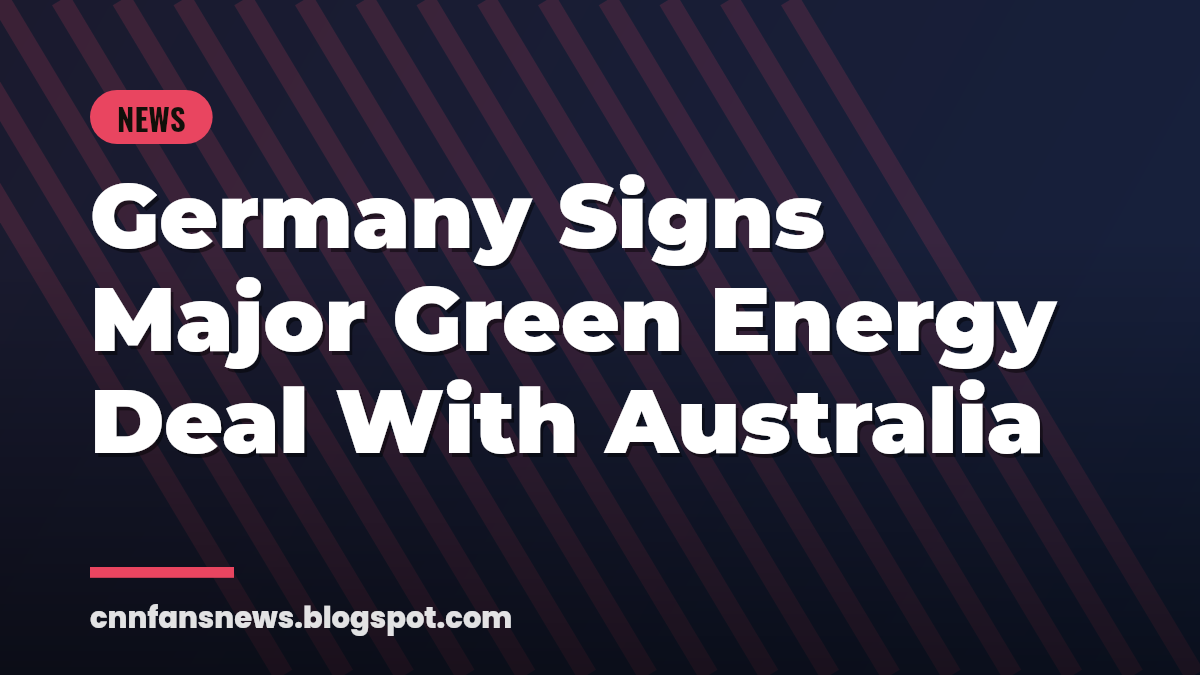 NEWS
Germany Signs
Major Green Energy
Deal With Australia
cnnfansnews.blogspot.com